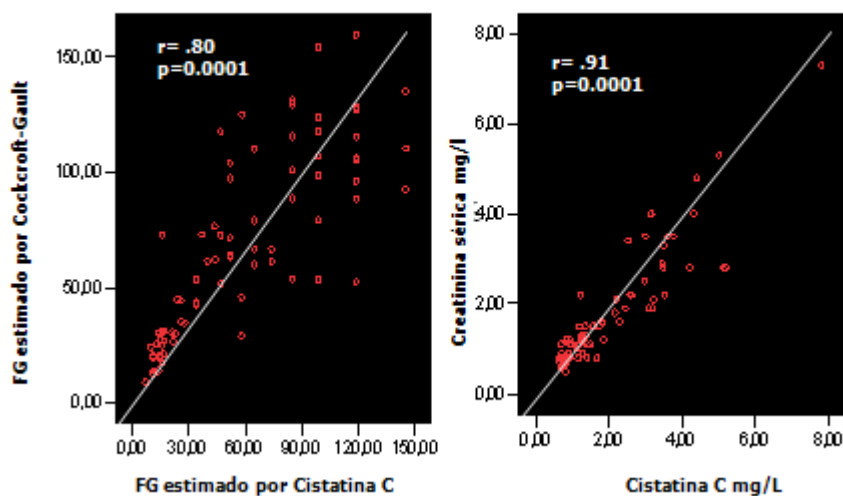 r= .80
p=0.0001
FG estimado por Cockcroft-Gault
150,00
100,00
50,00
0,00
0,00 30,00 60,00 90,00 120,00 150,00
FG estimado por Cistatina C
r= .91
p=0.0001
Creatinina sérica mg/l
8,00
6,00
4,00
2,00
0,00
0,00 2,00 4,00 6,00 8,00
Cistatina C mg/L